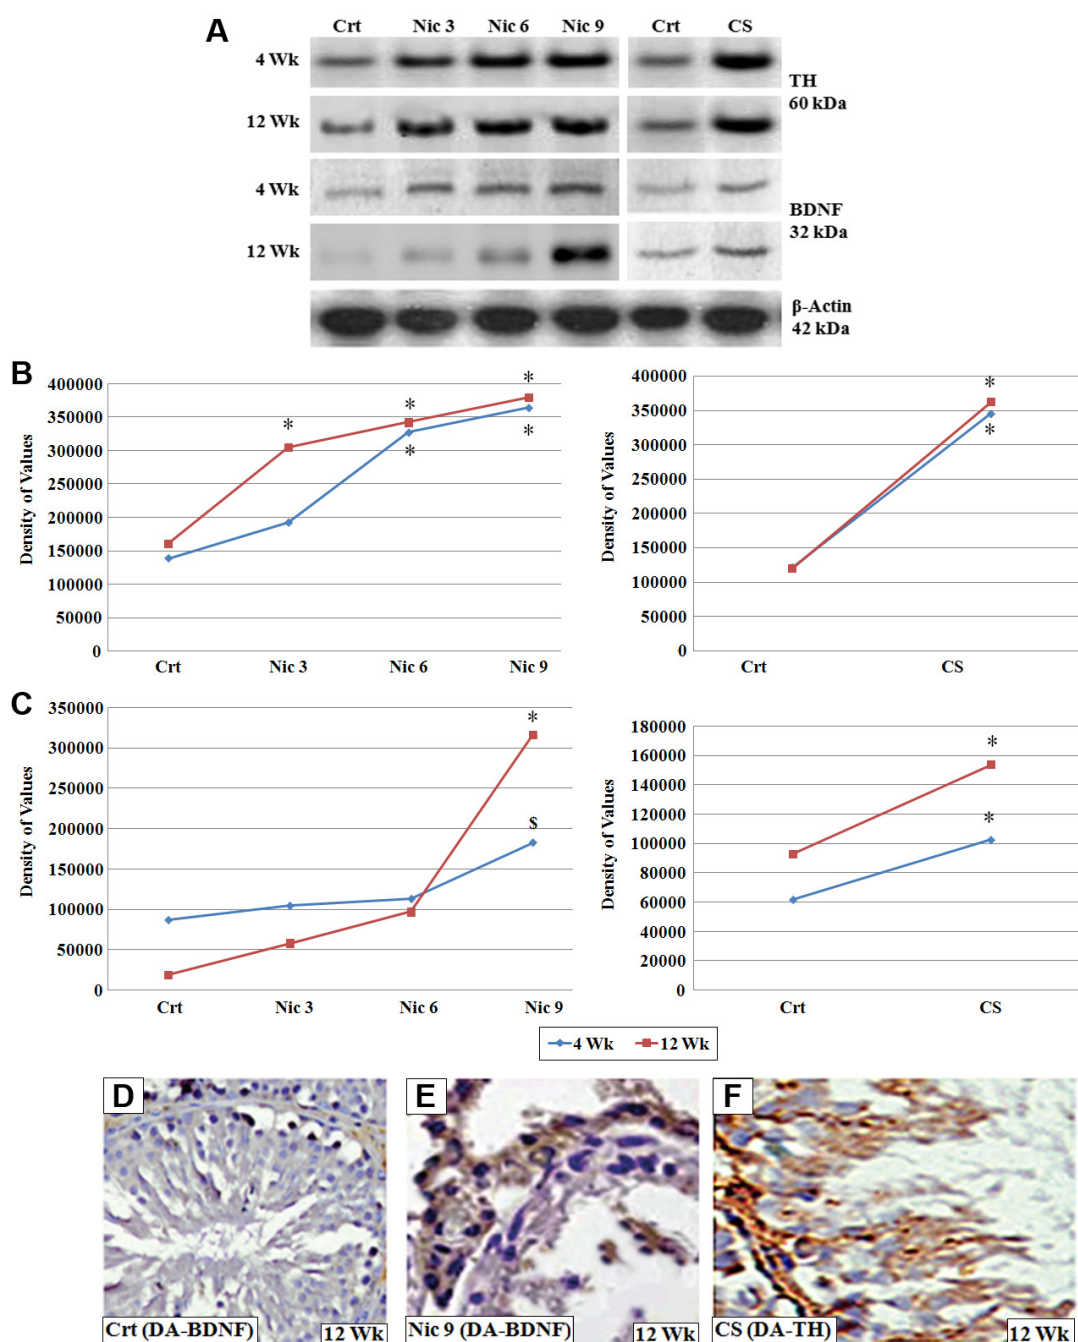 A
Crt Nic 3 Nic 6 Nic 9 Crt CS
4 Wk
TH
60 kDa
12 Wk
4 Wk
BDNF
32 kDa
12 Wk
β-Actin
42 kDa
B
Density of Values
400000
350000
300000
250000
200000
150000
100000
50000
0
* * * * *
Crt Nic 3 Nic 6 Nic 9
Density of Values
400000
350000
300000
250000
200000
150000
100000
50000
0
* *
Crt CS
C
Density of Values
350000
300000
250000
200000
150000
100000
50000
0
*
$
Crt Nic 3 Nic 6 Nic 9
Density of Values
180000
160000
140000
120000
100000
80000
60000
40000
20000
0
*
*
Crt CS
4 Wk 12 Wk
D
Crt (DA-BDNF) 12 Wk
E
Nic 9 (DA-BDNF) 12 Wk
F
CS (DA-TH) 12 Wk